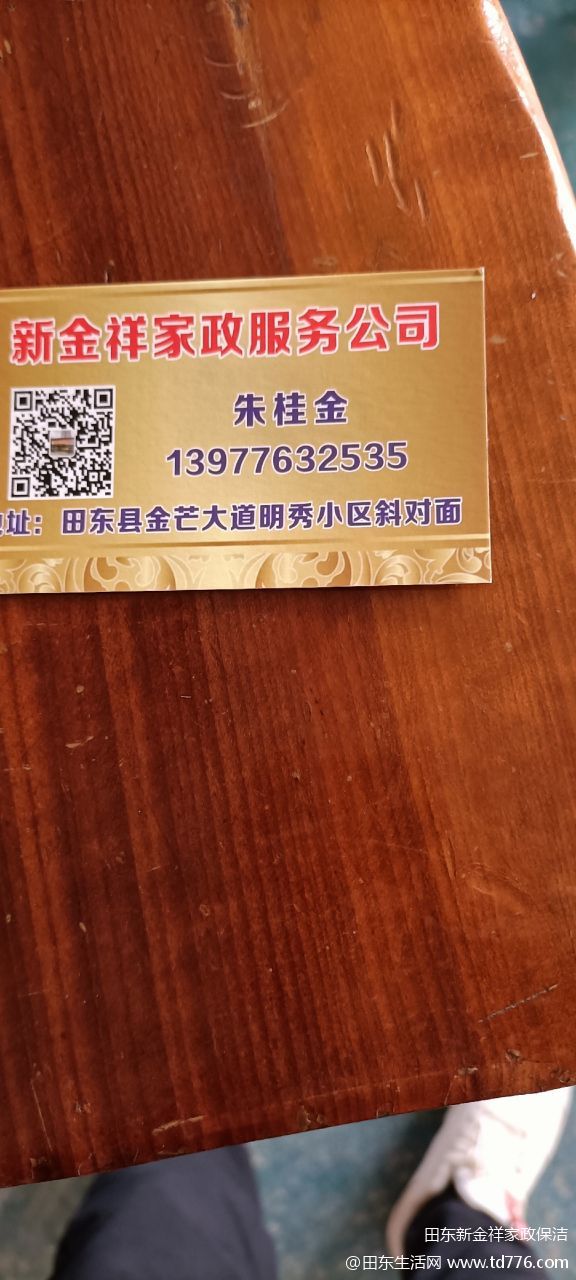 新金祥家政服务公司
朱桂金
13977632535
地址：田东县金芒大道明秀小区斜对面
田东新金祥家政保洁
@田东生活网 www.td776.com